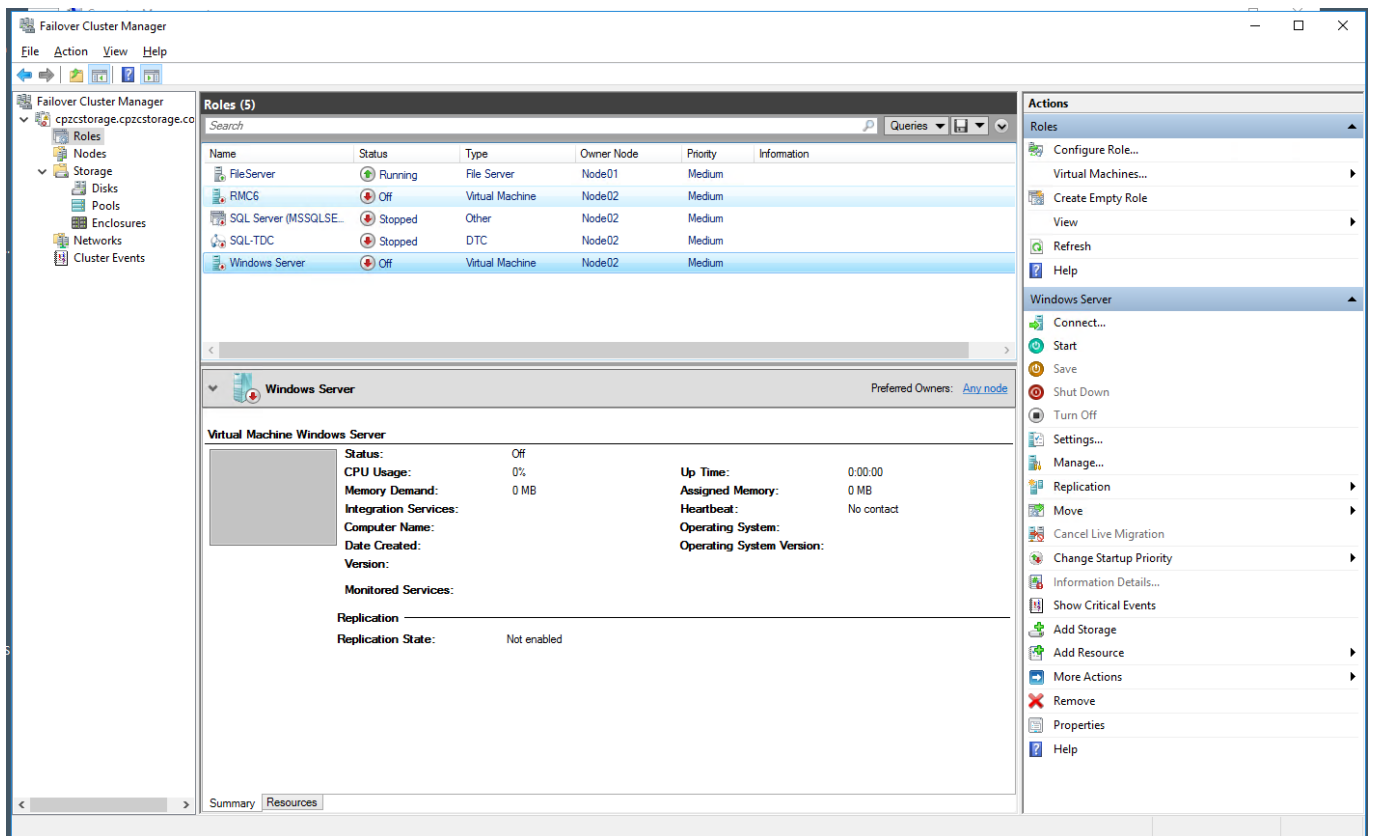 Failover Cluster Manager
File Action View Help
Failover Cluster Manager
cpzcstorage.cpzcstorage.co
Roles
Nodes
Storage
Disks
Pools
Enclosures
Networks
Cluster Events
Roles (5)
Search
Queries
Name Status Type Owner Node Priority Information
FileServer Running File Server Node01 Medium
RMC6 Off Virtual Machine Node02 Medium
SQL Server (MSSQLSE... Stopped Other Node02 Medium
SQL-TDC Stopped DTC Node02 Medium
Windows Server Off Virtual Machine Node02 Medium
Windows Server Preferred Owners: Any node
Virtual Machine Windows Server
Status: Off
CPU Usage: 0% Up Time: 0:00:00
Memory Demand: 0 MB Assigned Memory: 0 MB
Integration Services: Heartbeat: No contact
Computer Name: Operating System:
Date Created: Operating System Version:
Version:
Monitored Services:
Replication
Replication State: Not enabled
Summary Resources
Actions
Roles
Configure Role...
Virtual Machines...
Create Empty Role
View
Refresh
Help
Windows Server
Connect...
Start
Save
Shut Down
Turn Off
Settings...
Manage...
Replication
Move
Cancel Live Migration
Change Startup Priority
Information Details...
Show Critical Events
Add Storage
Add Resource
More Actions
Remove
Properties
Help